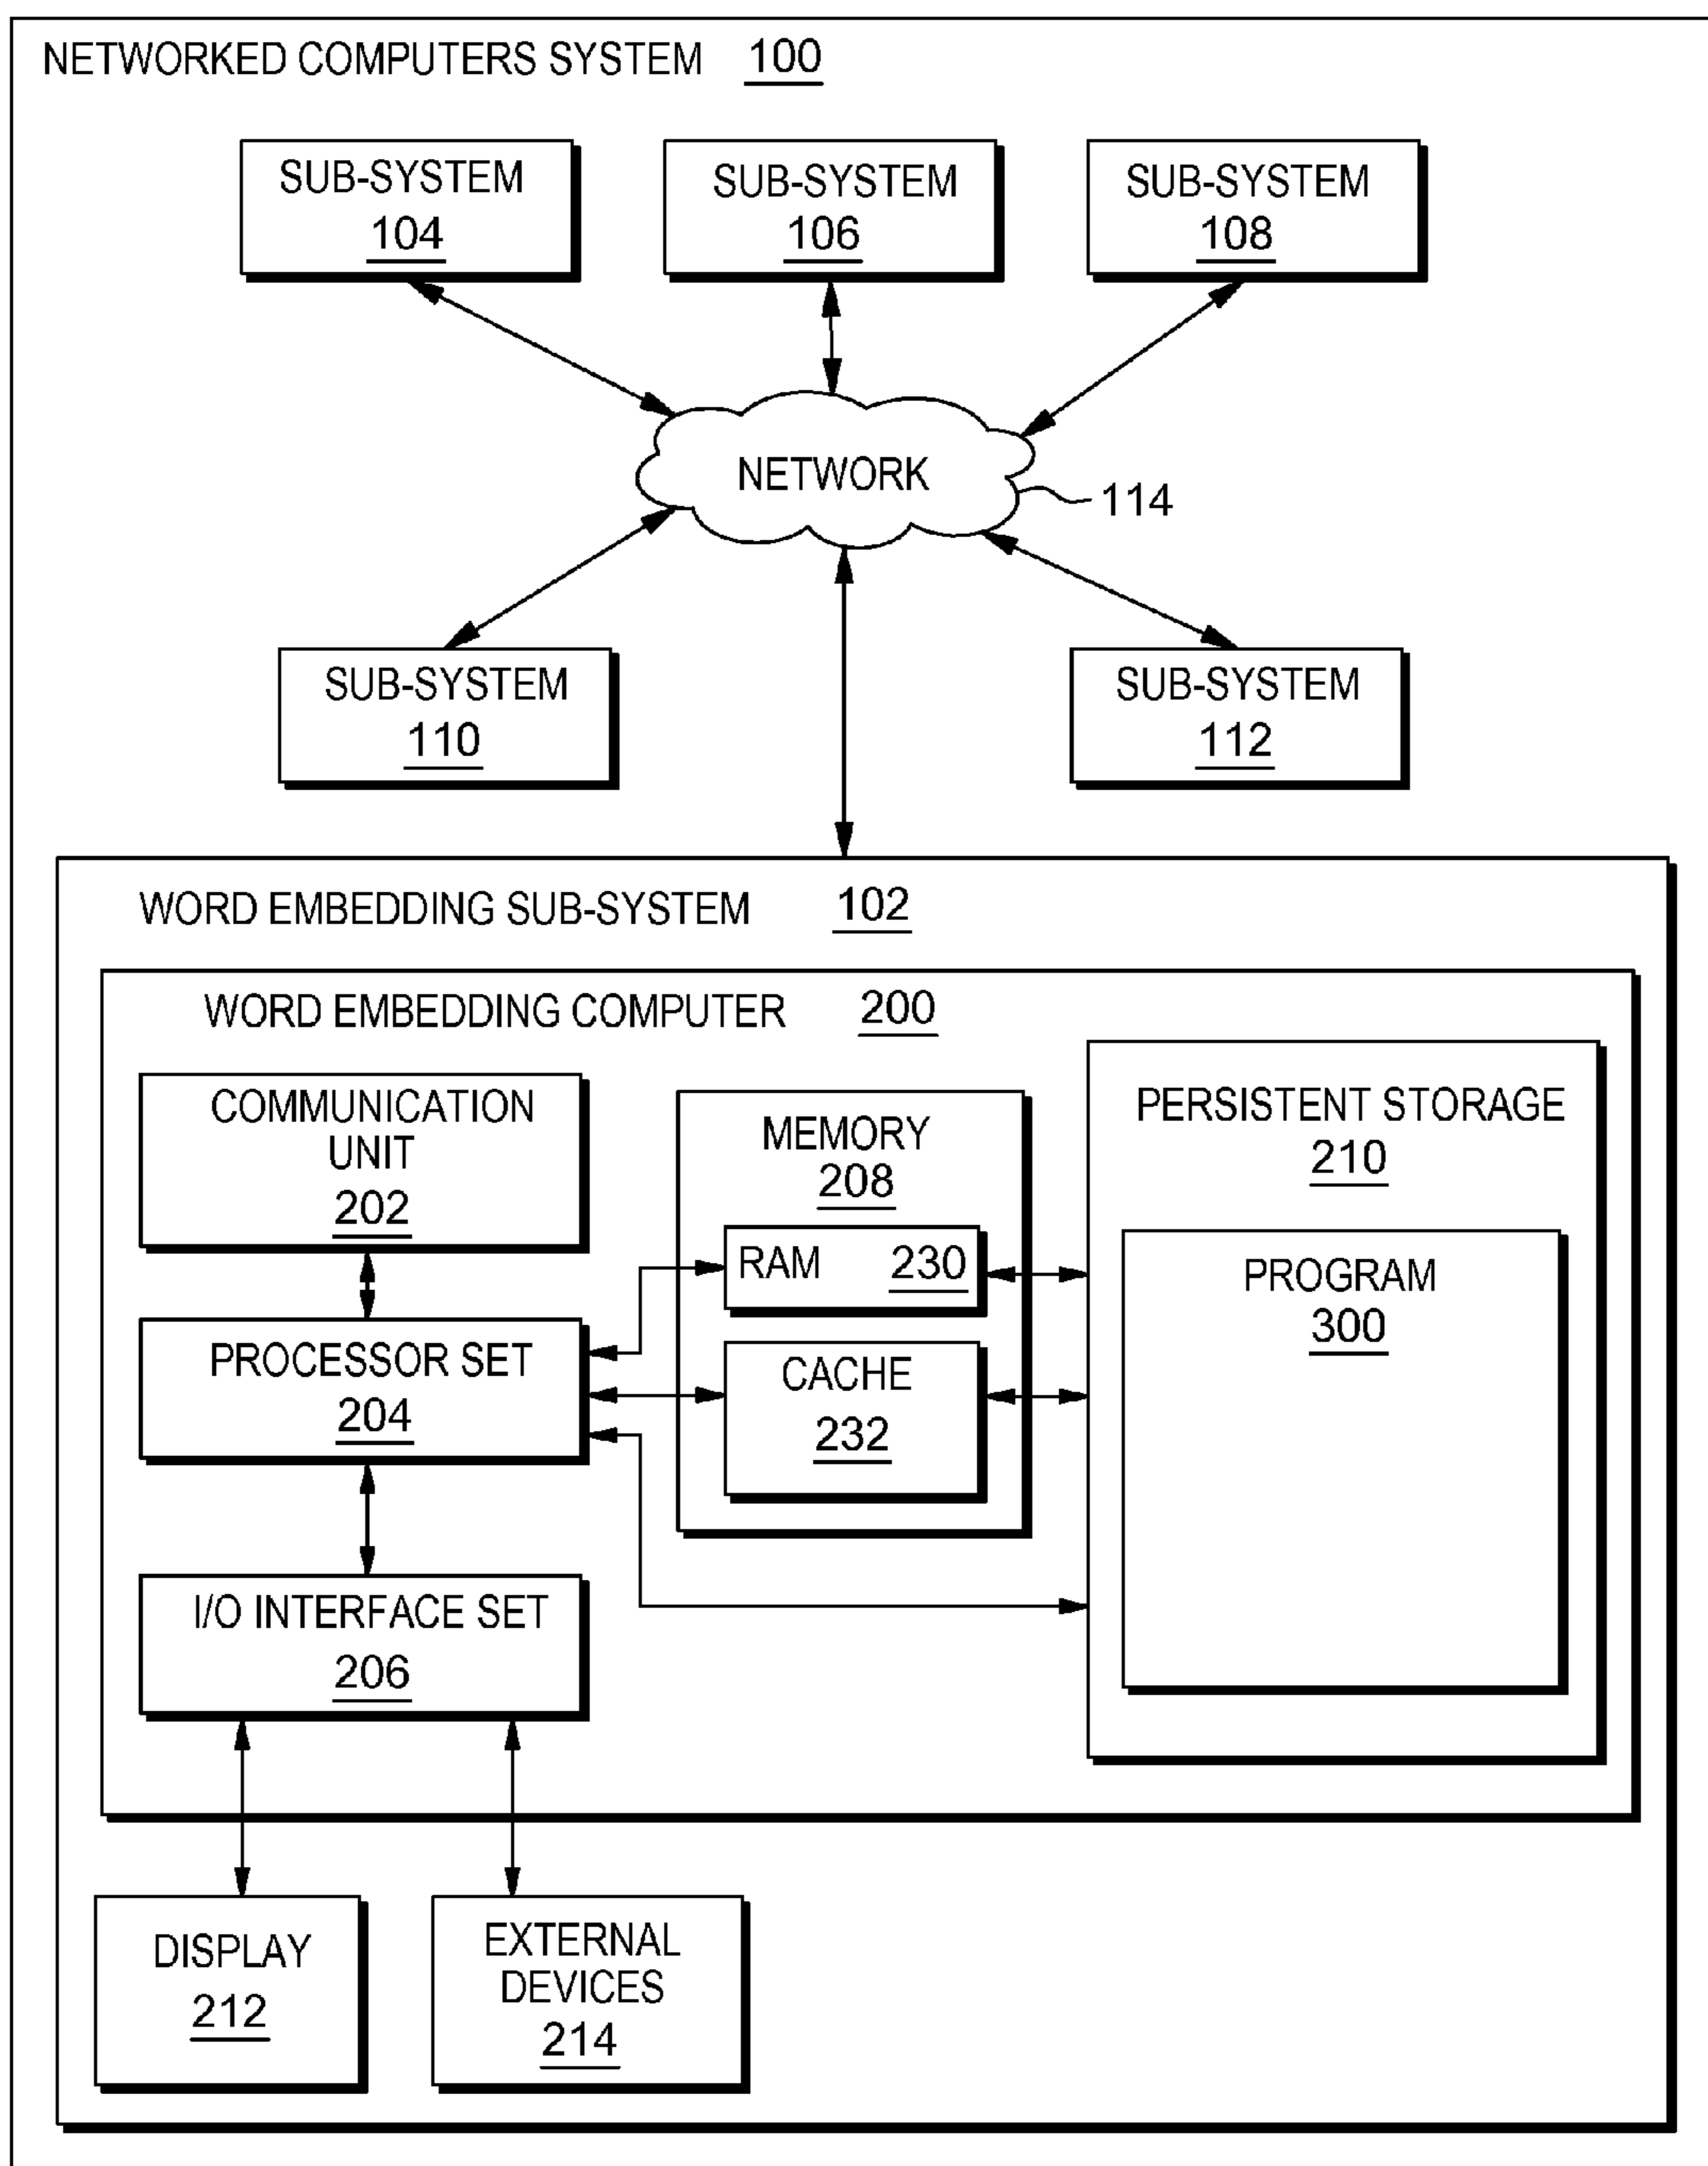 NETWORKED COMPUTERS SYSTEM 100
SUB-SYSTEM
104
SUB-SYSTEM
106
SUB-SYSTEM
108
NETWORK
114
SUB-SYSTEM
110
SUB-SYSTEM
112
WORD EMBEDDING SUB-SYSTEM 102
WORD EMBEDDING COMPUTER 200
COMMUNICATION
UNIT
202
PROCESSOR SET
204
I/O INTERFACE SET
206
MEMORY
208
RAM 230
CACHE
232
PERSISTENT STORAGE
210
PROGRAM
300
DISPLAY
212
EXTERNAL
DEVICES
214